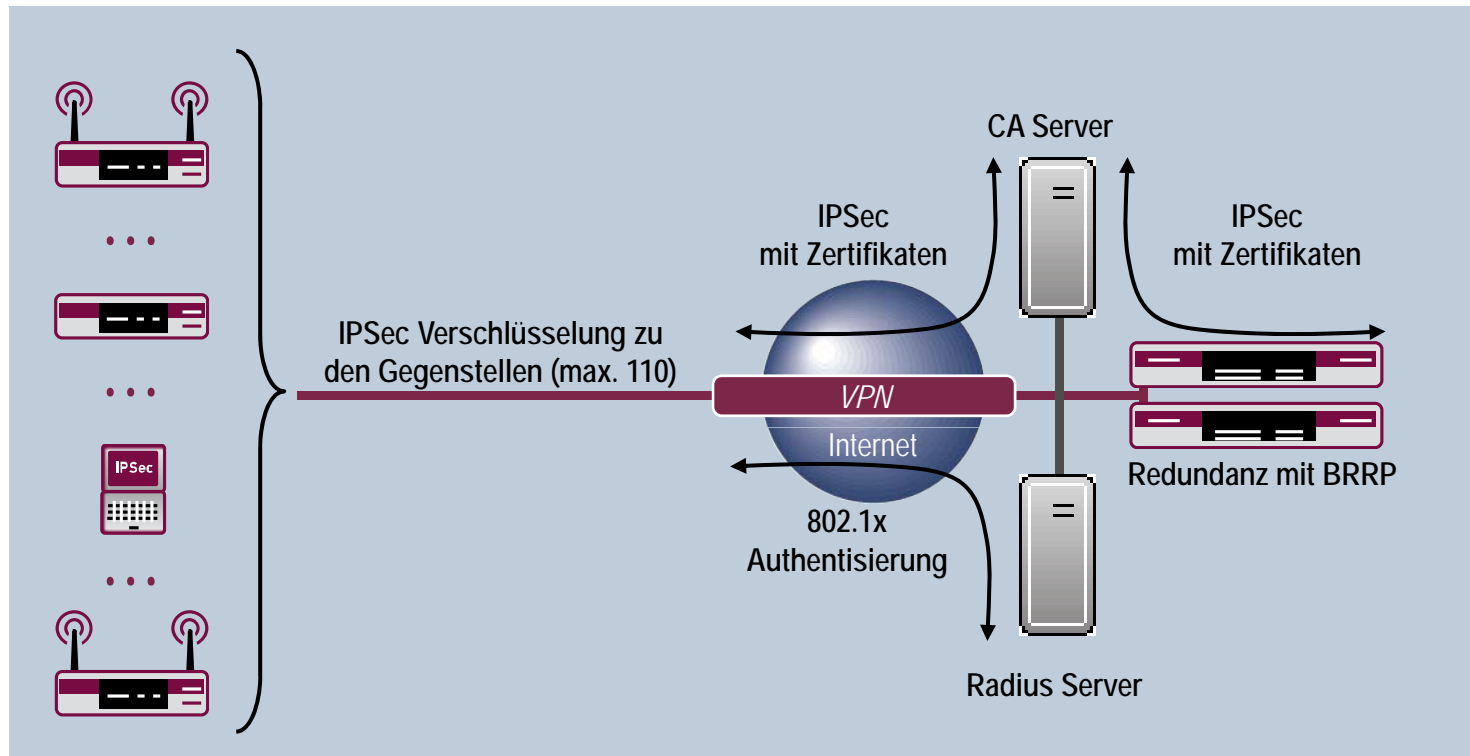 CA Server
IPSec
mit Zertifikaten
IPSec
mit Zertifikaten
IPSec Verschlüsselung zu
den Gegenstellen (max. 110)
VPN
Internet
IPSec
Redundanz mit BRRP
802.1x
Authentisierung
Radius Server